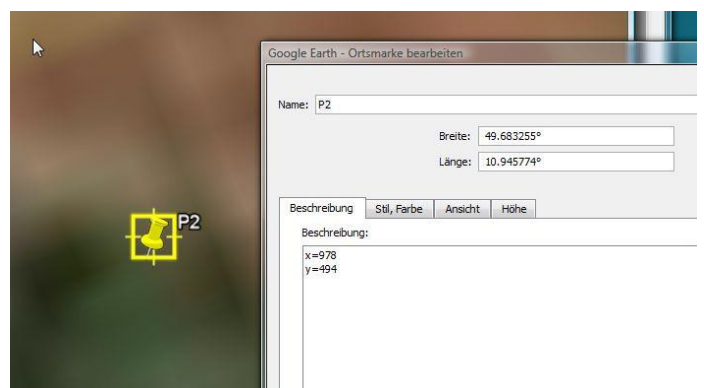 Google Earth - Ortsmarke bearbeiten
Name: P2
Breite: 49.683255°
Länge: 10.945774°
P2
Beschreibung Stil, Farbe Ansicht Höhe
Beschreibung:
x=978
y=494